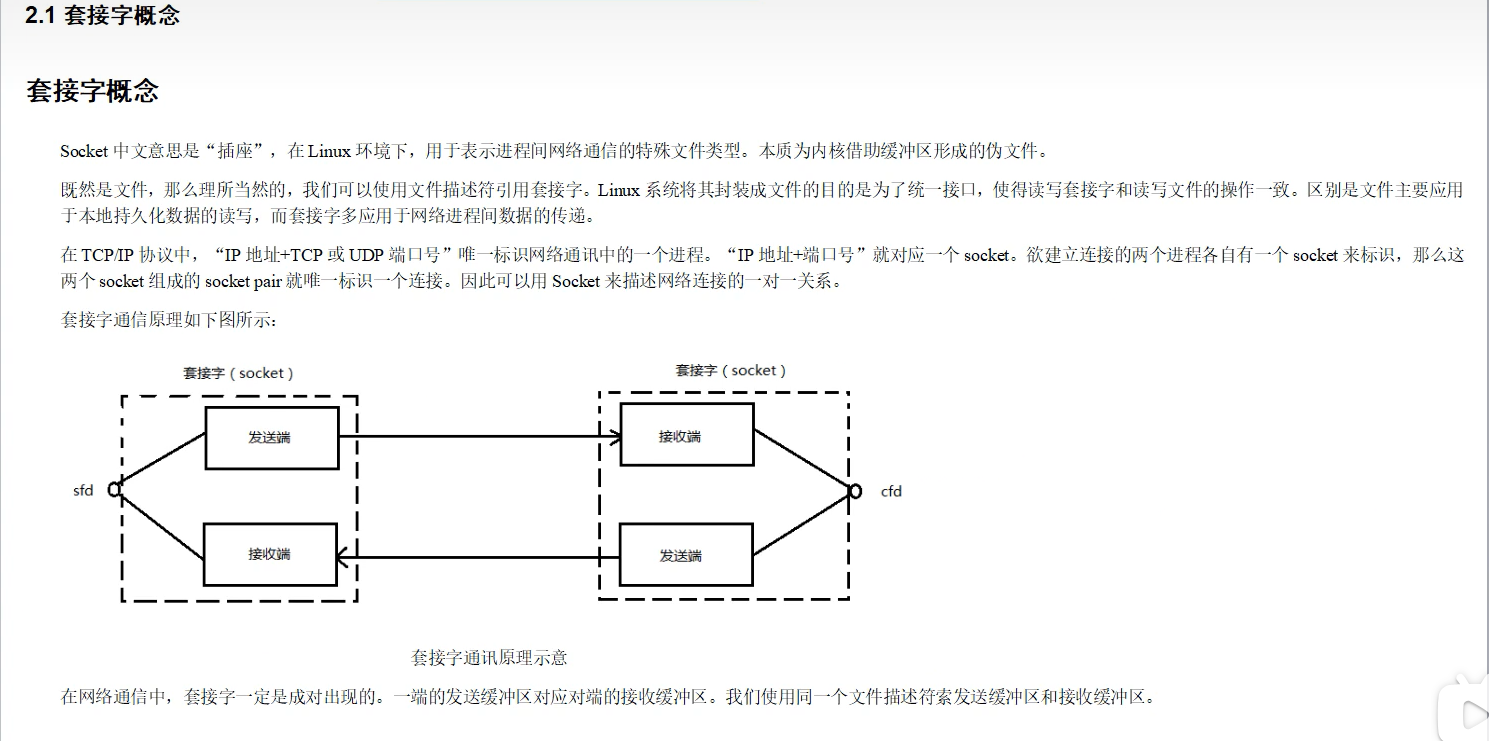 2.1 套接字概念
套接字概念
Socket 中文意思是“插座”，在 Linux 环境下，用于表示进程间网络通信的特殊文件类型。本质为内核借助缓冲区形成的伪文件。
既然是文件，那么理所当然的，我们可以使用文件描述符引用套接字。Linux 系统将其封装成文件的目的是为了统一接口，使得读写套接字和读写文件的操作一致。区别是文件主要应用
于本地持久化数据的读写，而套接字多应用于网络进程间数据的传递。
在 TCP/IP 协议中，“IP 地址+TCP 或 UDP 端口号”唯一标识网络通讯中的一个进程。“IP 地址+端口号”就对应一个 socket。欲建立连接的两个进程各自有一个 socket 来标识，那么这
两个 socket 组成的 socket pair 就唯一标识一个连接。因此可以用 Socket 来描述网络连接的一对一关系。
套接字通信原理如下图所示：
套接字（socket）
套接字（socket）
发送端
接收端
sfd
cfd
接收端
发送端
套接字通讯原理示意
在网络通信中，套接字一定是成对出现的。一端的发送缓冲区对应对端的接收缓冲区。我们使用同一个文件描述符索发送缓冲区和接收缓冲区。